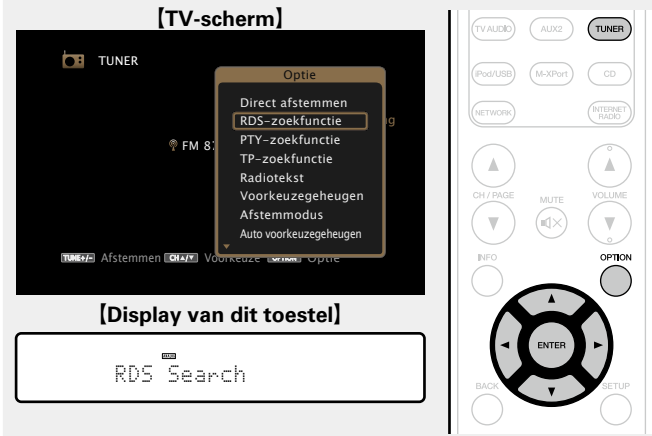 【TV-scherm】
TUNER
Optie
Direct afstemmen
RDS-zoekfunctie
ng
PTY-zoekfunctie
FM 87
TP-zoekfunctie
Radiotekst
Voorkeuzegeheugen
Afstemmodus
Auto voorkeuzegeheugen
TUNE+/- Afstemmen CH▲/▼ Voorkeuze OPTION Optie
【Display van dit toestel】
RDS Search
TV AUDIO AUX2 TUNER
iPod/USB M-XPort CD
NETWORK INTERNET RADIO
CH / PAGE MUTE VOLUME
INFO OPTION
ENTER
BACK SETUP